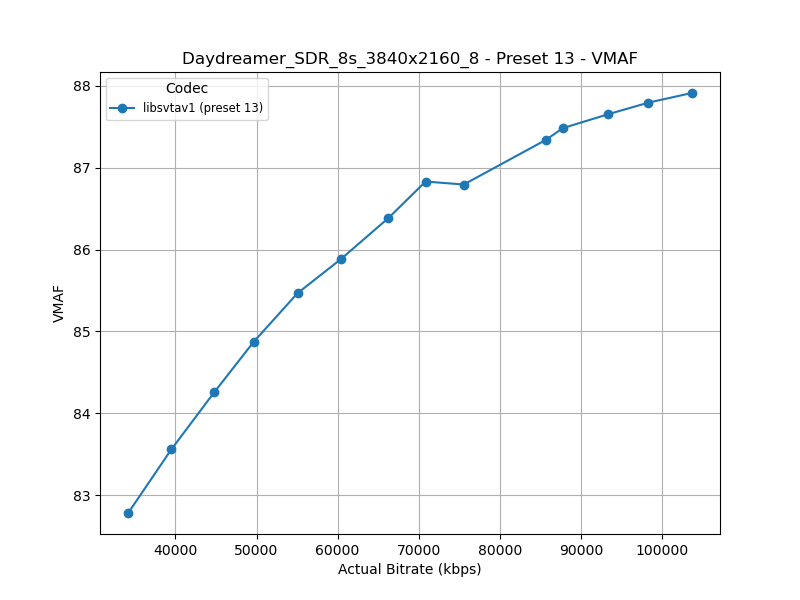 Daydreamer_SDR_8s_3840x2160_8 - Preset 13 - VMAF
Codec
libsvtav1 (preset 13)
88
87
86
85
84
83
VMAF
40000 50000 60000 70000 80000 90000 100000
Actual Bitrate (kbps)